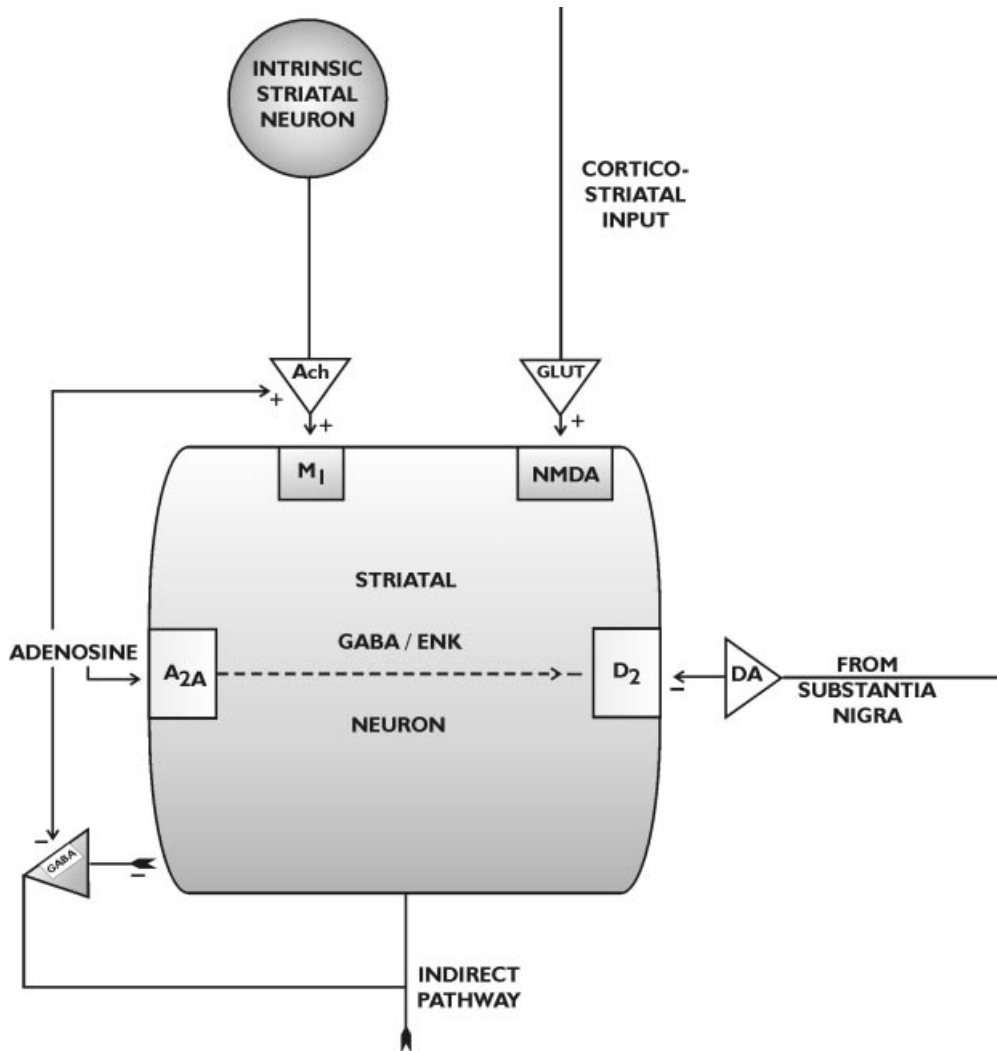 INTRINSIC
STRIATAL
NEURON
CORTICO-
STRIATAL
INPUT
Ach
GLUT
+
+
+
M1
NMDA
STRIATAL
ADENOSINE
GABA / ENK
A2A
D2
DA
FROM
SUBSTANTIA
NIGRA
–
–
NEURON
–
GABA
–
INDIRECT
PATHWAY